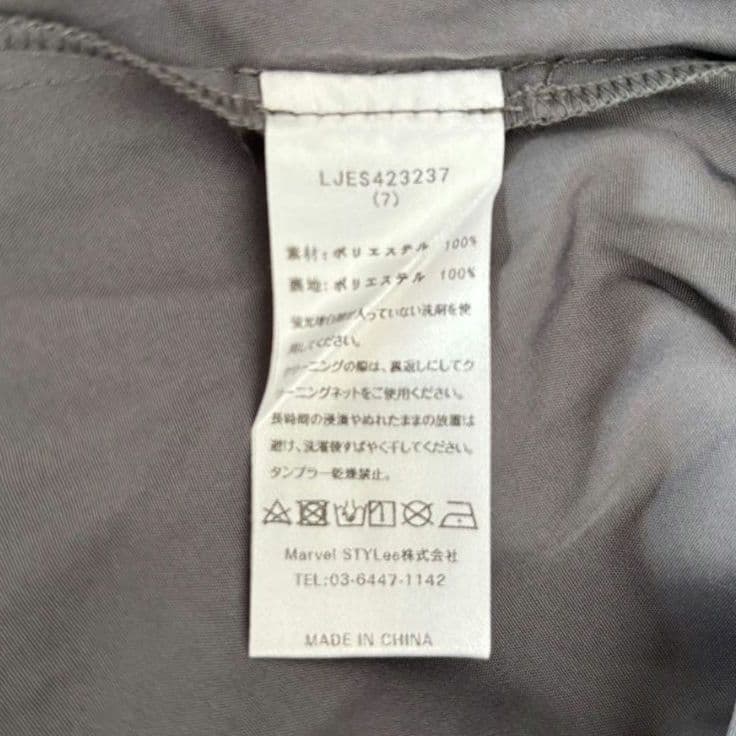 LJES423237
(7)
素材:ポリエステル 100%
裏地:ポリエステル 100%
蛍光増白剤が入っていない洗剤を使
用してください。
クリーニングの際は、裏返しにしてク
リーニングネットをご使用ください。
長時間の浸漬やぬれたままの放置は
避け、洗濯後すばやく干してください。
タンブラー乾燥禁止。
Marvel STYLee株式会社
TEL:03-6447-1142
MADE IN CHINA